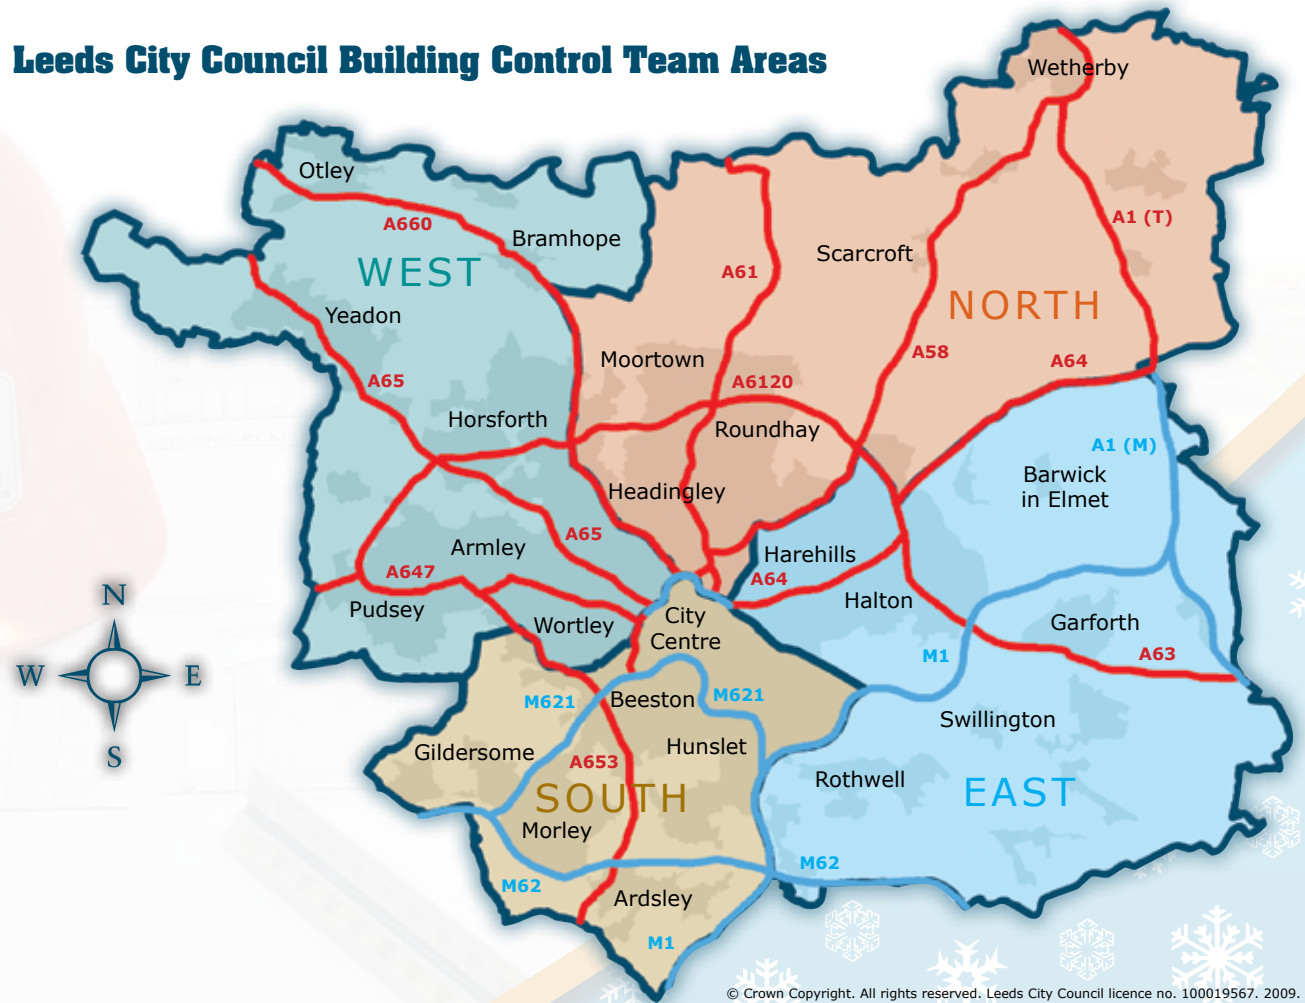 Leeds City Council Building Control Team Areas
Wetherby
Otley
A660
Bramhope
A1 (T)
WEST
Scarcroft
A61
NORTH
Yeadon
A58
Moortown
A64
A65
A6120
Horsforth
Roundhay
A1 (M)
Barwick
in Elmet
Headingley
A65
Armley
Harehills
A647
A64
N
Pudsey
Halton
City
Centre
Wortley
Garforth
M1
A63
W
E
M621
Beeston
M621
Swillington
S
Gildersome
Hunslet
A653
Rothwell
SOUTH
EAST
Morley
M62
M62
Ardsley
M1
© Crown Copyright. All rights reserved. Leeds City Council licence no. 100019567. 2009.